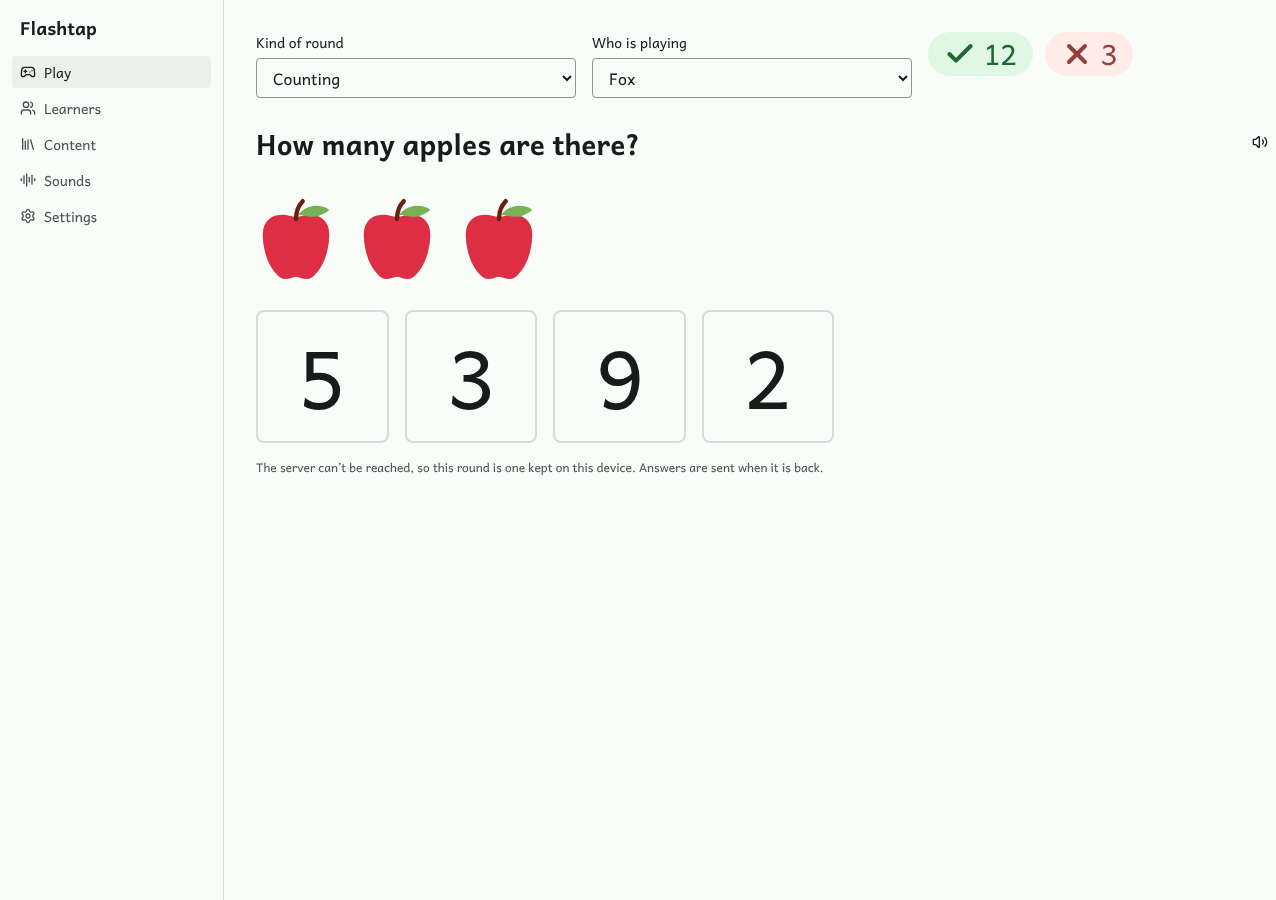 Flashtap
Play
Learners
Content
Sounds
Settings
Kind of round
Counting
Who is playing
Fox
12
3
How many apples are there?
5
3
9
2
The server can't be reached, so this round is one kept on this device. Answers are sent when it is back.